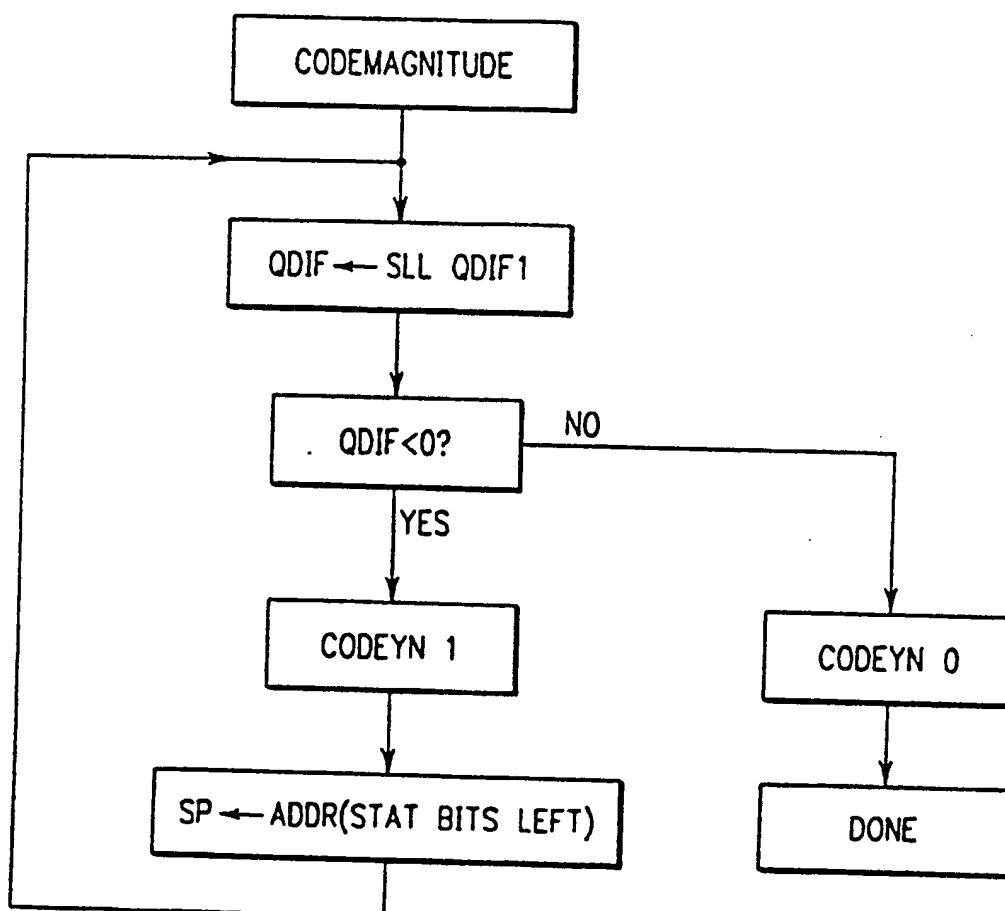 CODEMAGNITUDE
QDIF ← SLL QDIF1
QDIF<0?
NO
YES
CODEYN 1
CODEYN 0
SP ← ADDR(STAT BITS LEFT)
DONE